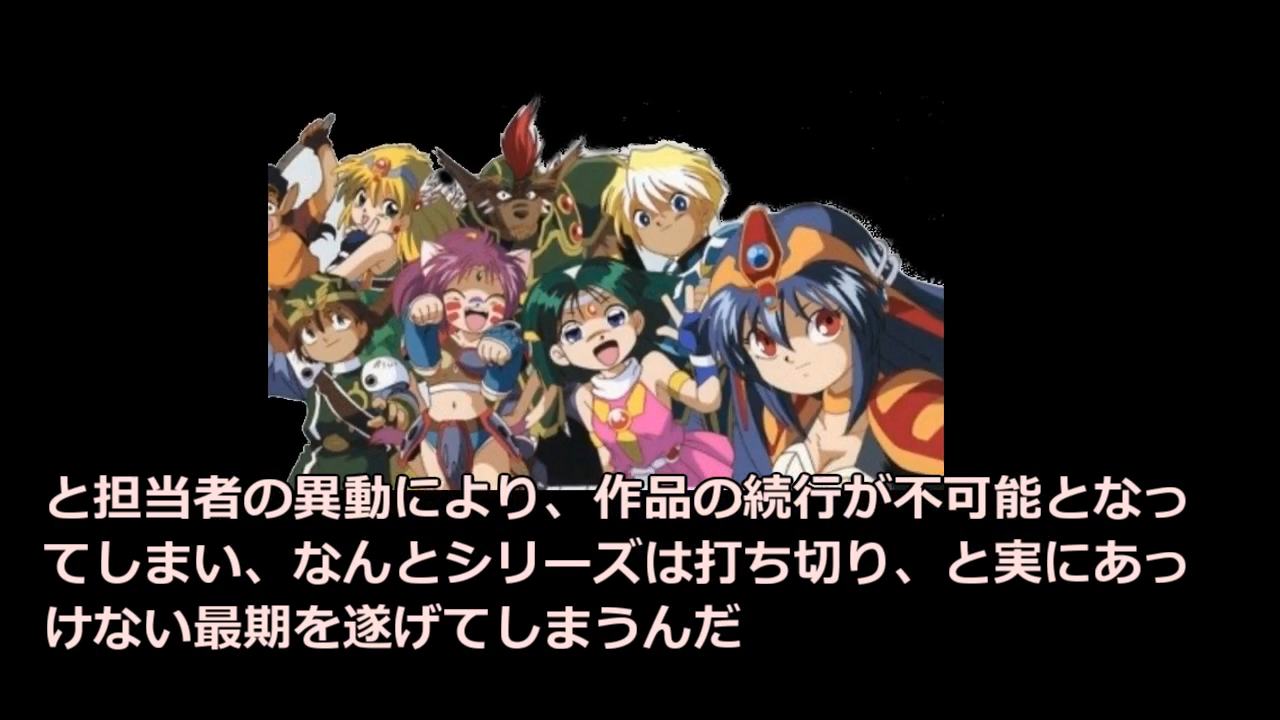 と担当者の異動により、作品の続行が不可能となっ
てしまい、なんとシリーズは打ち切り、と実にあっ
けない最期を遂げてしまうんだ